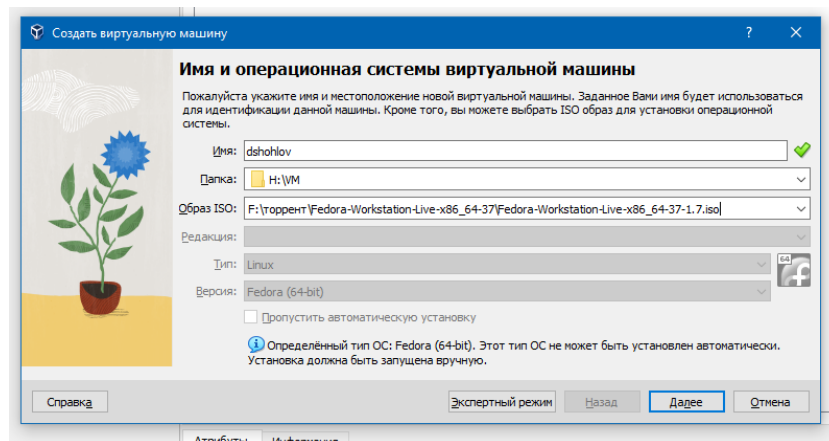 Создать виртуальную машину
Имя и операционная системы виртуальной машины
Пожалуйста укажите имя и местоположение новой виртуальной машины. Заданное Вами имя будет использоваться
для идентификации данной машины. Кроме того, вы можете выбрать ISO образ для установки операционной
системы.
Имя: dshohlov
Папка: H:\VM
Образ ISO: F:\торрент\Fedora-Workstation-Live-x86_64-37\Fedora-Workstation-Live-x86_64-37-1.7.iso
Редакция:
Тип: Linux
64
Версия: Fedora (64-bit)
Пропустить автоматическую установку
Определённый тип ОС: Fedora (64-bit). Этот тип ОС не может быть установлен автоматически.
Установка должна быть запущена вручную.
Справка Экспертный режим Назад Далее Отмена
Атрибуты Информация